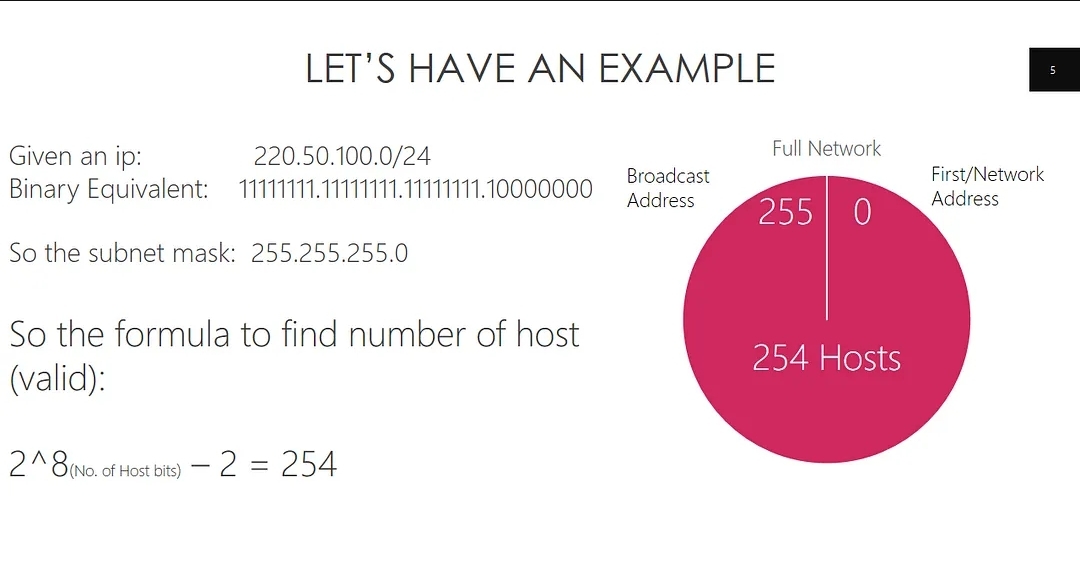 LET’S HAVE AN EXAMPLE
5
Given an ip: 220.50.100.0/24
Binary Equivalent: 11111111.11111111.11111111.10000000
So the subnet mask: 255.255.255.0
So the formula to find number of host
(valid):
2^8(No. of Host bits) – 2 = 254
Full Network
Broadcast
Address
First/Network
Address
255 0
254 Hosts